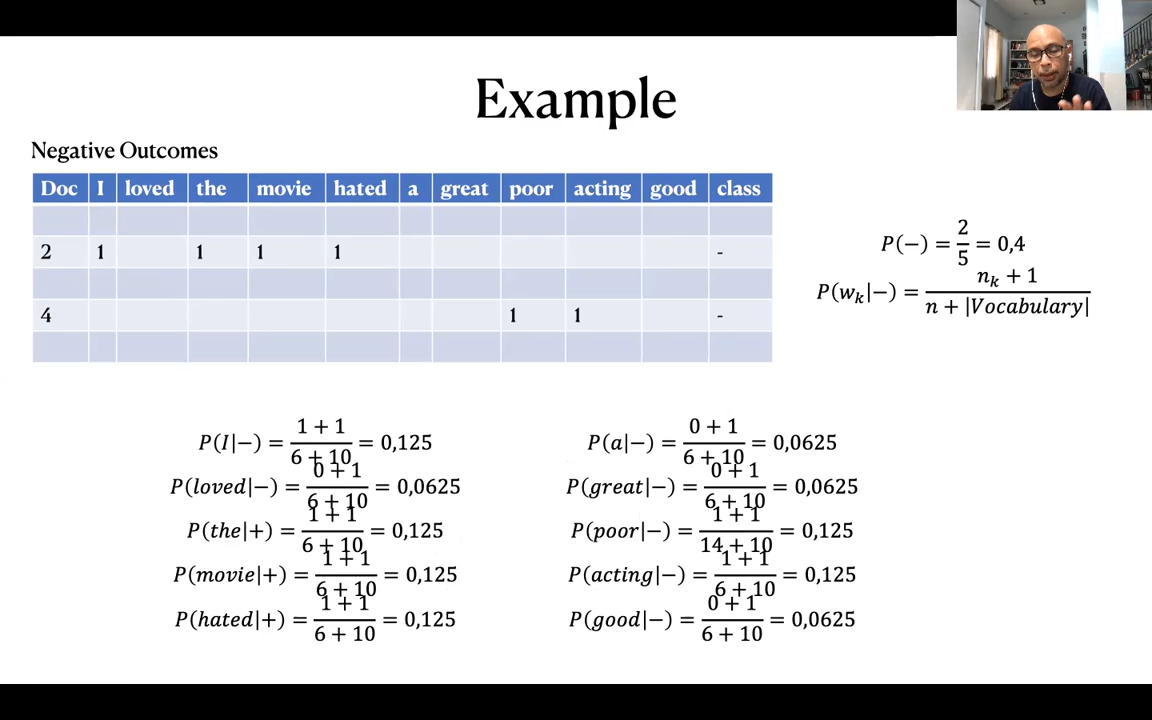 Example
Negative Outcomes
Doc I loved the movie hated a great poor acting good class
2 1 1 1 1 -
4 1 1 -
P(−) = 2/5 = 0,4
P(wₖ|−) = (nₖ + 1)/(n + |Vocabulary|)
P(I|−) = (1 + 1)/(6 + 10) = 0,125
P(loved|−) = (0 + 1)/(6 + 10) = 0,0625
P(the|+) = (1 + 1)/(6 + 10) = 0,125
P(movie|+) = (1 + 1)/(6 + 10) = 0,125
P(hated|+) = (1 + 1)/(6 + 10) = 0,125
P(a|−) = (0 + 1)/(6 + 10) = 0,0625
P(great|−) = (0 + 1)/(6 + 10) = 0,0625
P(poor|−) = (1 + 1)/(14 + 10) = 0,125
P(acting|−) = (1 + 1)/(6 + 10) = 0,125
P(good|−) = (0 + 1)/(6 + 10) = 0,0625